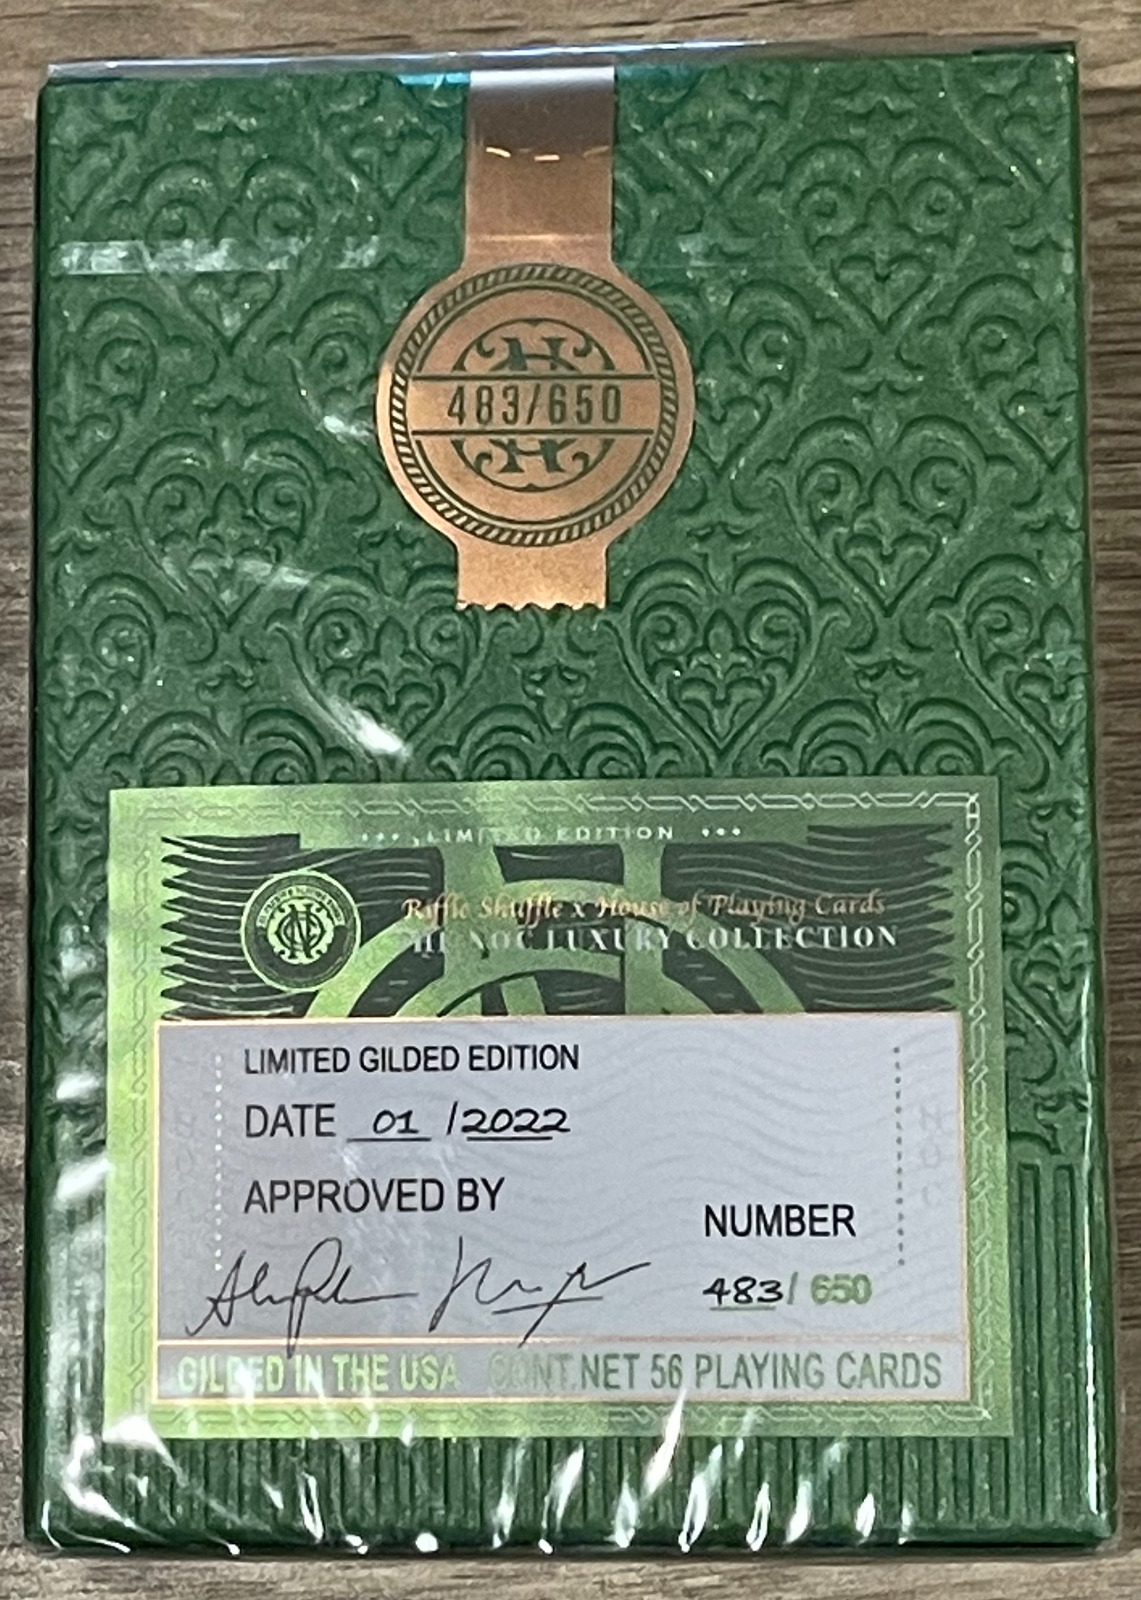 483/650
LIMITED EDITION
Riffle Shuffle x House of Playing Cards
THE NOC LUXURY COLLECTION
LIMITED GILDED EDITION
DATE 01 /2022
APPROVED BY
NUMBER
483/ 650
GILDED IN THE USA CONT.NET 56 PLAYING CARDS